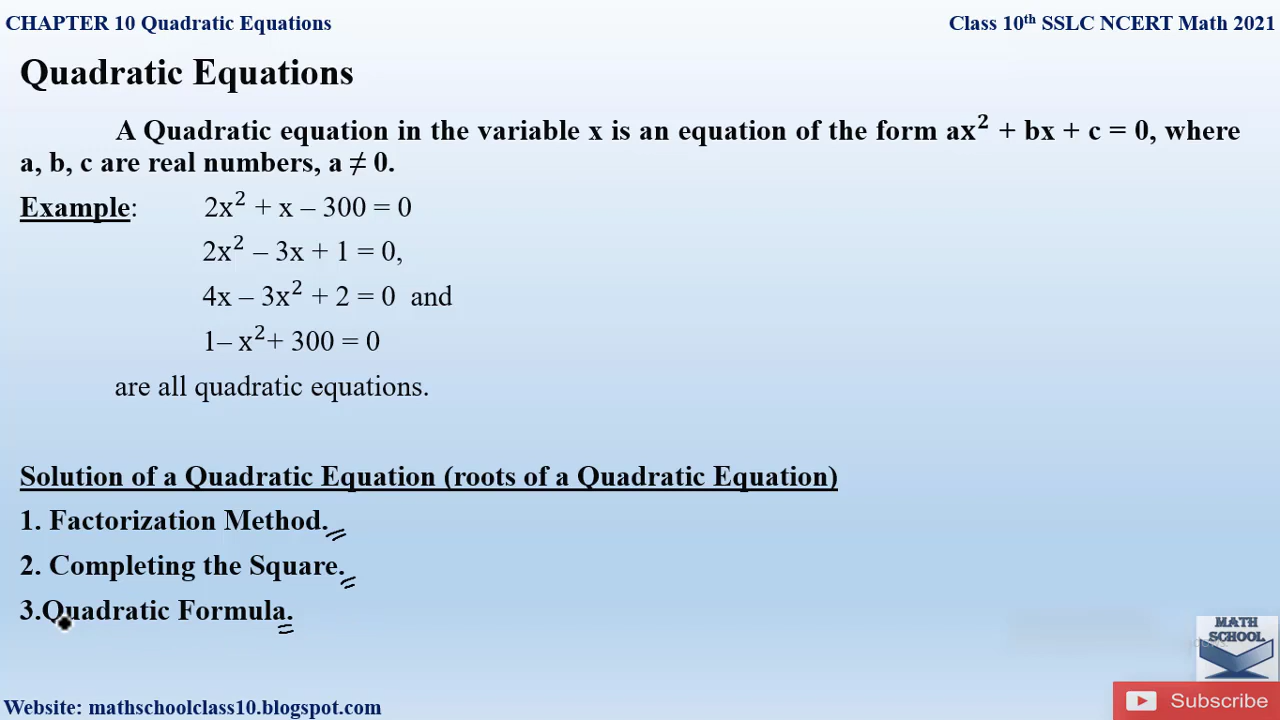 CHAPTER 10 Quadratic Equations
Class 10th SSLC NCERT Math 2021
Quadratic Equations
A Quadratic equation in the variable x is an equation of the form ax² + bx + c = 0, where
a, b, c are real numbers, a ≠ 0.
Example: 2x² + x – 300 = 0
2x² – 3x + 1 = 0,
4x – 3x² + 2 = 0 and
1– x²+ 300 = 0
are all quadratic equations.
Solution of a Quadratic Equation (roots of a Quadratic Equation)
1. Factorization Method.
2. Completing the Square.
3.Quadratic Formula.
MATH
SCHOOL
Subscribe
Website: mathschoolclass10.blogspot.com